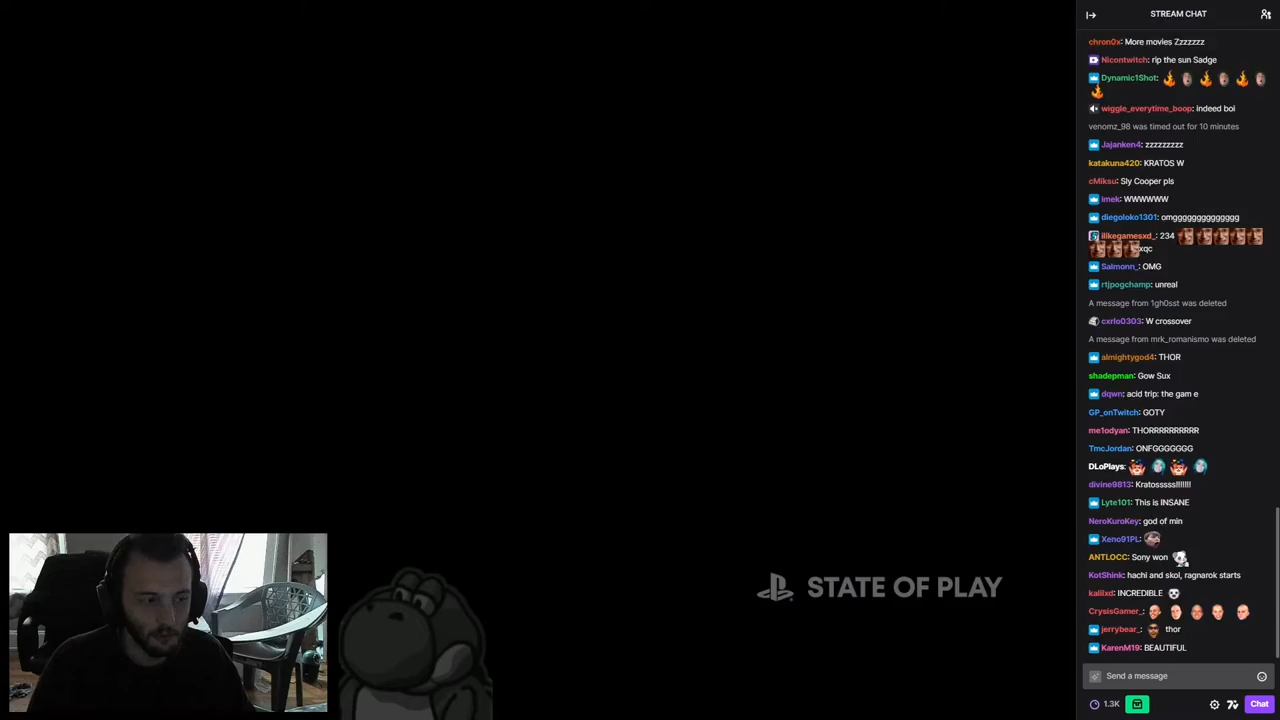 STREAM CHAT
chron0x: More movies Zzzzzzz
Nicontwitch: rip the sun Sadge
Dynamic1Shot:
wiggle_everytime_boop: indeed boi
venomz_98 was timed out for 10 minutes
Jajanken4: zzzzzzzzz
katakuna420: KRATOS W
cMiksu: Sly Cooper pls
imek: WWWWWW
diegoloko1301: omggggggggggggggg
ilikegamesxd_: 234
xqc
Salmonn_: OMG
rtjpogchamp: unreal
A message from 1gh0sst was deleted
cxrlo0303: W crossover
A message from mrk_romanismo was deleted
almightygod4: THOR
shadepman: Gow Sux
dqwn: acid trip: the gam e
GP_onTwitch: GOTY
me1odyan: THORRRRRRRRRR
TmcJordan: ONFGGGGGGG
DLoPlays:
divine9813: Kratosssss!!!!!!!
Lyte101: This is INSANE
NeroKuroKey: god of min
Xeno91PL:
ANTLOCC: Sony won
KotShink: hachi and skol, ragnarok starts
kalilxd: INCREDIBLE
CrysisGamer_:
jerrybear_: thor
KarenM19: BEAUTIFUL
STATE OF PLAY
Send a message
1.3K
Chat